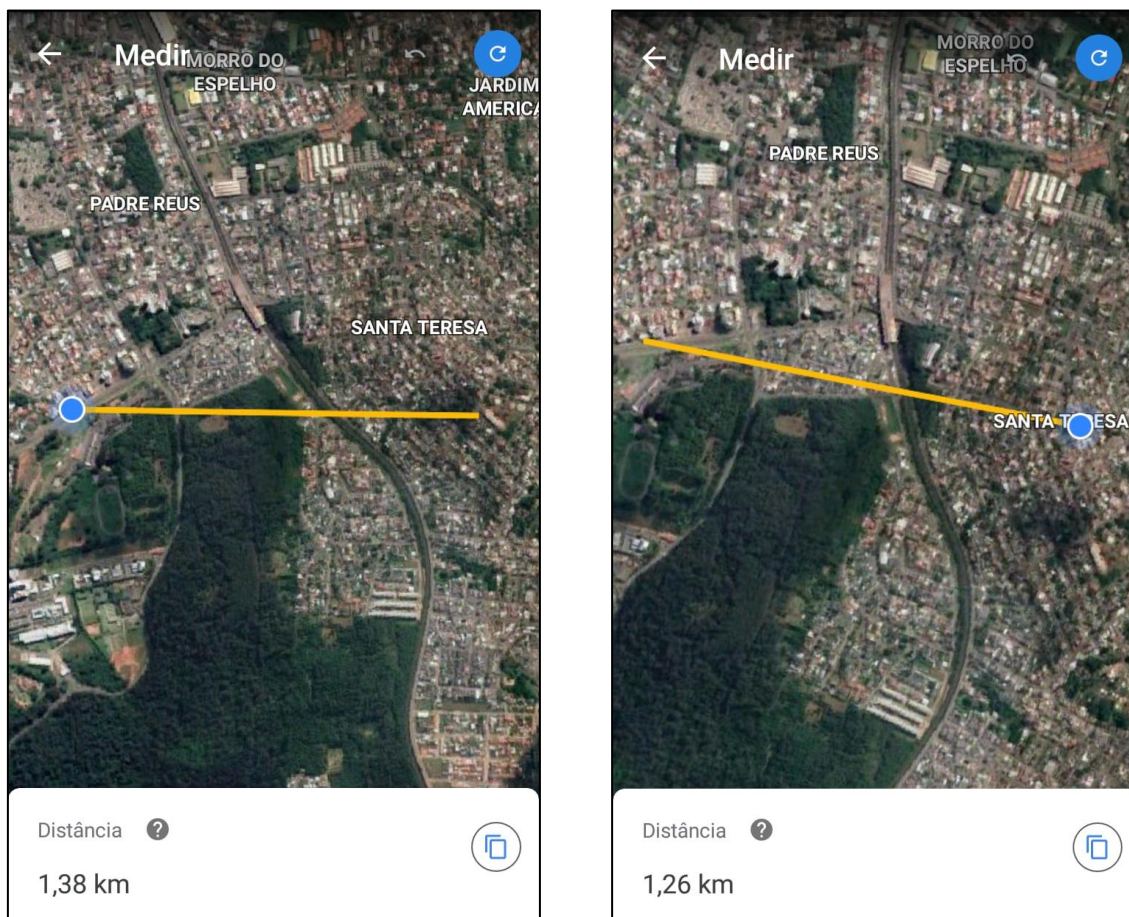 Medir
MORRO DO
ESPELHO
JARDIM
AMERICA
PADRE REUS
SANTA TERESA
Distância
1,38 km
Medir
MORRO DO
ESPELHO
PADRE REUS
SANTA TERESA
Distância
1,26 km